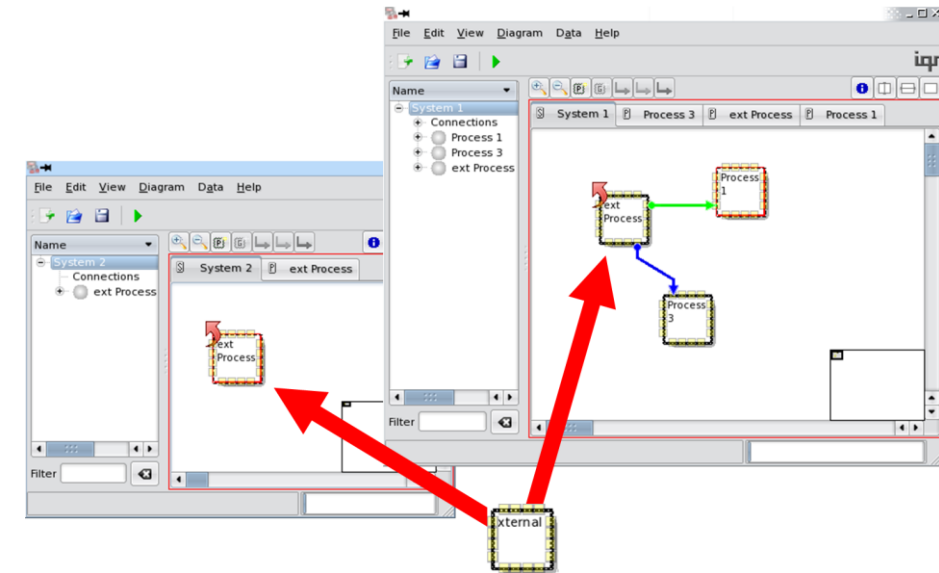 File Edit View Diagram Data Help
iqr
Name
System 1
Connections
Process 1
Process 3
ext Process
Filter
System 1 Process 3 ext Process Process 1
ext
Process
Process
1
Process
3
File Edit View Diagram Data Help
Name
System 2
Connections
ext Process
Filter
System 2 ext Process
ext
Process
xternal